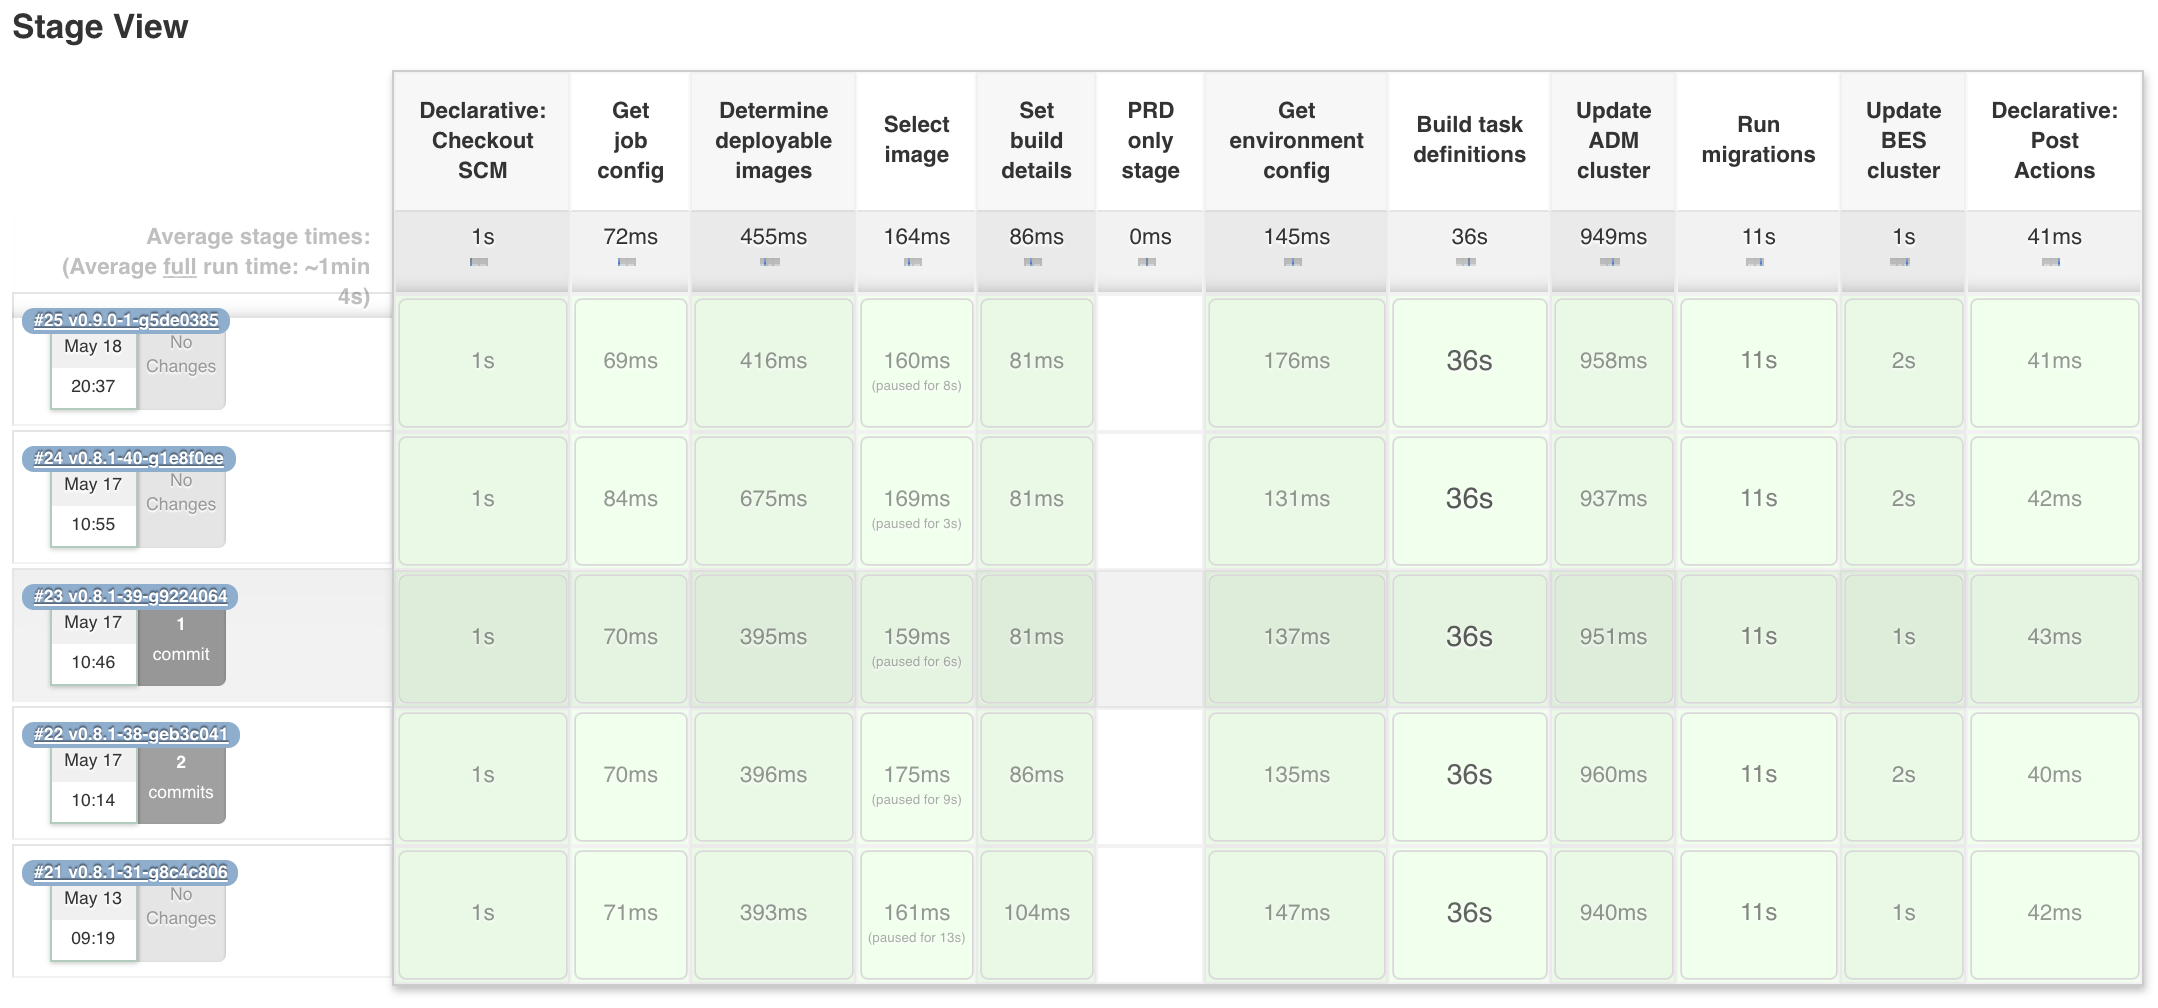 Stage View
Declarative:
Checkout
SCM
Get
job
config
Determine
deployable
images
Select
image
Set
build
details
PRD
only
stage
Get
environment
config
Build task
definitions
Update
ADM
cluster
Run
migrations
Update
BES
cluster
Declarative:
Post
Actions
Average stage times:
(Average full run time: ~1min
4s)
1s 72ms 455ms 164ms 86ms 0ms 145ms 36s 949ms 11s 1s 41ms
#25 v0.9.0-1-g5de0385
May 18
20:37
No
Changes
1s 69ms 416ms 160ms 81ms 176ms 36s 958ms 11s 2s 41ms
(paused for 8s)
#24 v0.8.1-40-g1e8f0ee
May 17
10:55
No
Changes
1s 84ms 675ms 169ms 81ms 131ms 36s 937ms 11s 2s 42ms
(paused for 3s)
#23 v0.8.1-39-g9224064
May 17
10:46
1
commit
1s 70ms 395ms 159ms 81ms 137ms 36s 951ms 11s 1s 43ms
(paused for 6s)
#22 v0.8.1-38-geb3c041
May 17
10:14
2
commits
1s 70ms 396ms 175ms 86ms 135ms 36s 960ms 11s 2s 40ms
(paused for 9s)
#21 v0.8.1-31-g8c4c806
May 13
09:19
No
Changes
1s 71ms 393ms 161ms 104ms 147ms 36s 940ms 11s 1s 42ms
(paused for 13s)